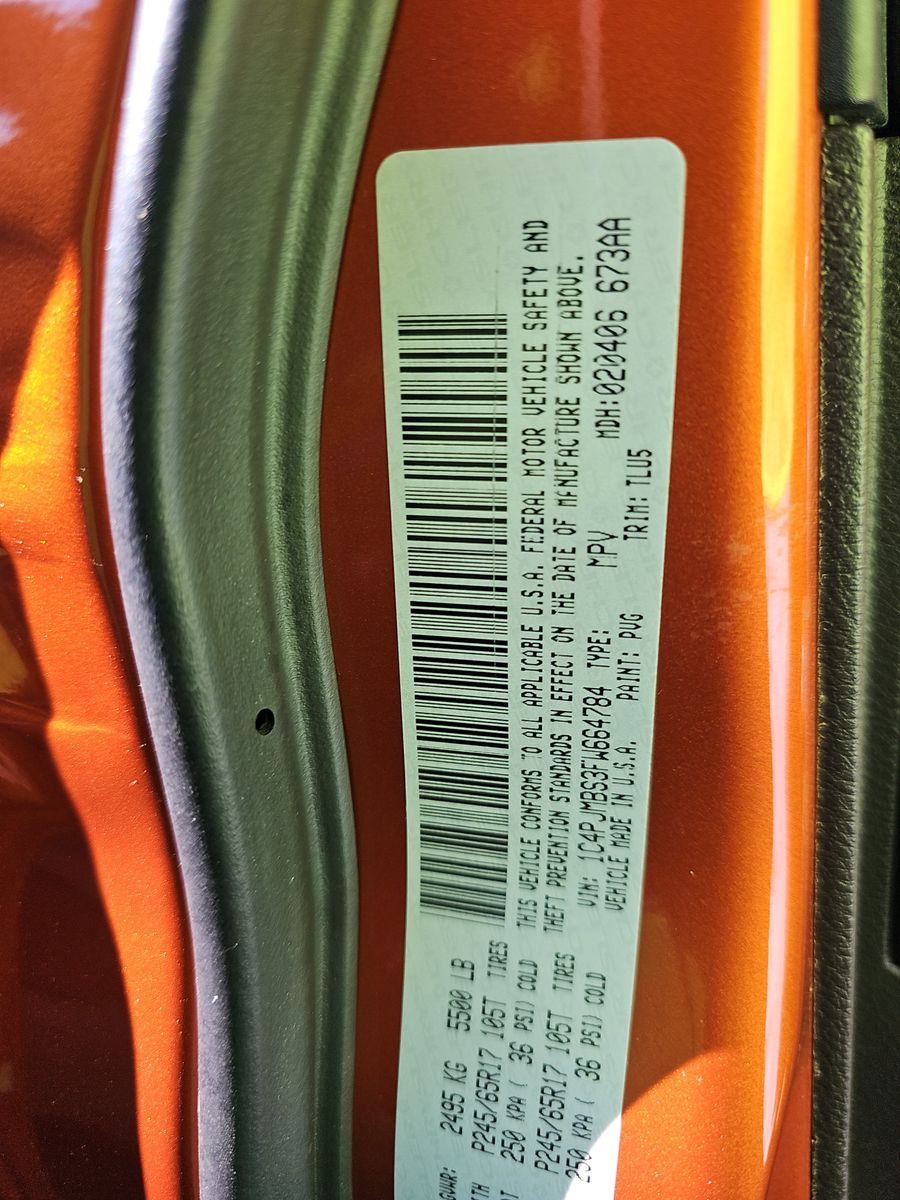 GVWR: 2495 KG 5500 LB
P245/65R17 105T TIRES
250 KPA ( 36 PSI) COLD
P245/65R17 105T TIRES
250 KPA ( 36 PSI) COLD
THIS VEHICLE CONFORMS TO ALL APPLICABLE U.S.A. FEDERAL MOTOR VEHICLE SAFETY AND
THEFT PREVENTION STANDARDS IN EFFECT ON THE DATE OF MANUFACTURE SHOWN ABOVE.
VIN: 1C4PJMBS3FW664784 TYPE: MPV MDH:020406 673AA
VEHICLE MADE IN U.S.A. PAINT: PVG TRIM: TLU5